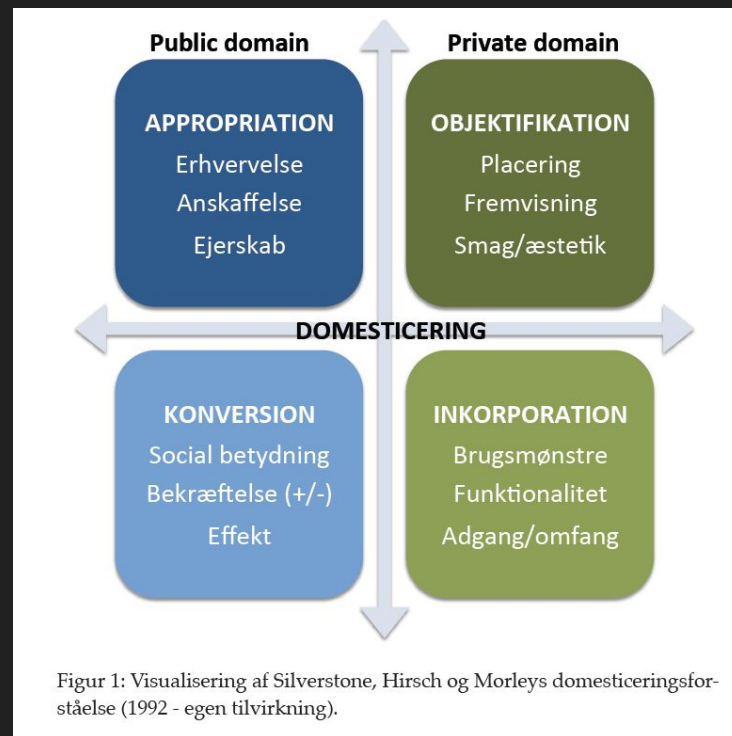 Public domain
Private domain
APPROPRIATION
Erhvervelse
Anskaffelse
Ejerskab
OBJEKTIFIKATION
Placering
Fremvisning
Smag/æstetik
DOMESTICERING
KONVERSION
Social betydning
Bekræftelse (+/-)
Effekt
INKORPORATION
Brugsmønstre
Funktionalitet
Adgang/omfang
Figur 1: Visualisering af Silverstone, Hirsch og Morleys domesticeringsfor-
ståelse (1992 - egen tilvirkning).